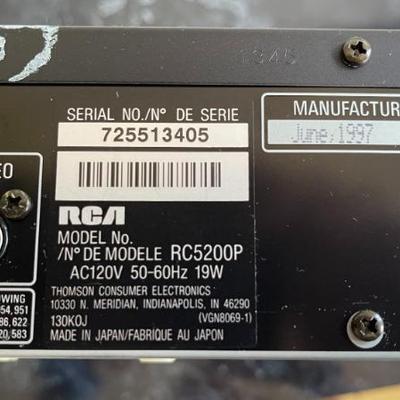 1345
SERIAL NO./N° DE SERIE
725513405
MANUFACTUR
June, 1997
EO
RCA
MODEL No.
/N° DE MODELE RC5200P
AC120V 50-60Hz 19W
THOMSON CONSUMER ELECTRONICS
10330 N. MERIDIAN, INDIANAPOLIS, IN 46290
130KOJ (VGN8069-1)
MADE IN JAPAN/FABRIQUE AU JAPON
OWING
54,951
86,622
20,583